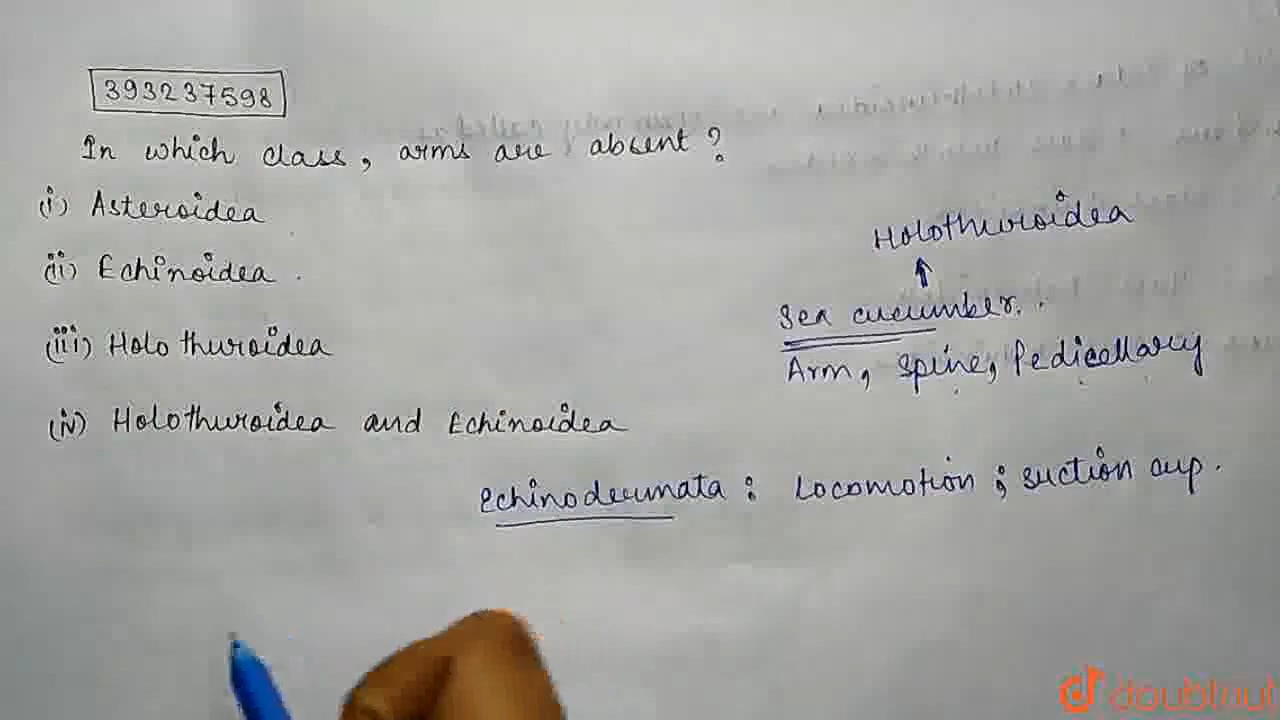 393237598
In which class, arms are absent?
(i) Asteroidea
(ii) Echinoidea.
(iii) Holothuroidea
(iv) Holothuroidea and Echinoidea
Holothuroidea
↑
Sea cucumber.
Arm, Spine, Pedicellary
echinodermata: Locomotion; suction cup.
doubtnut